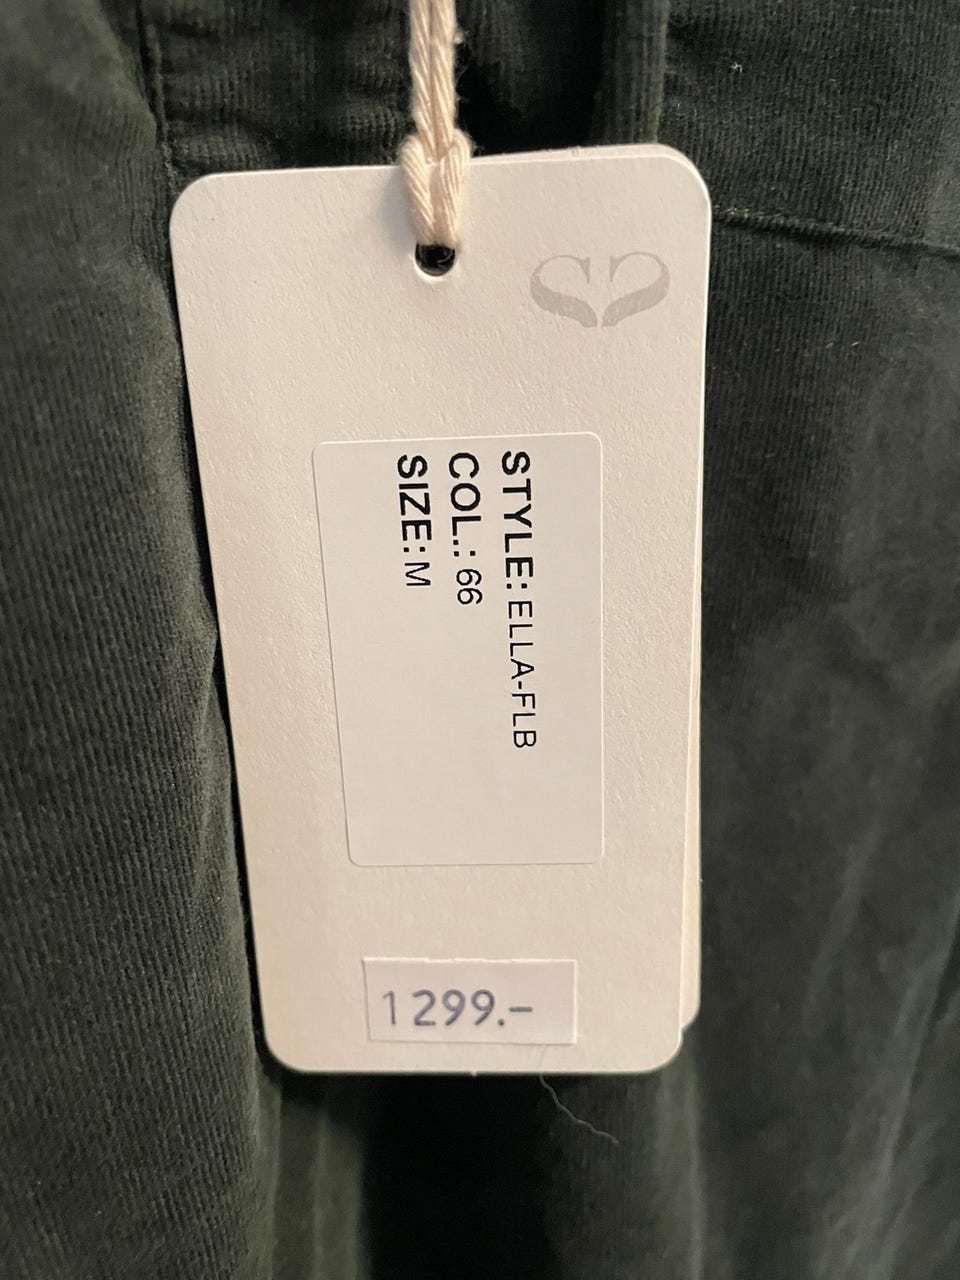 STYLE: ELLA-FLB
COL.: 66
SIZE: M
1299.-